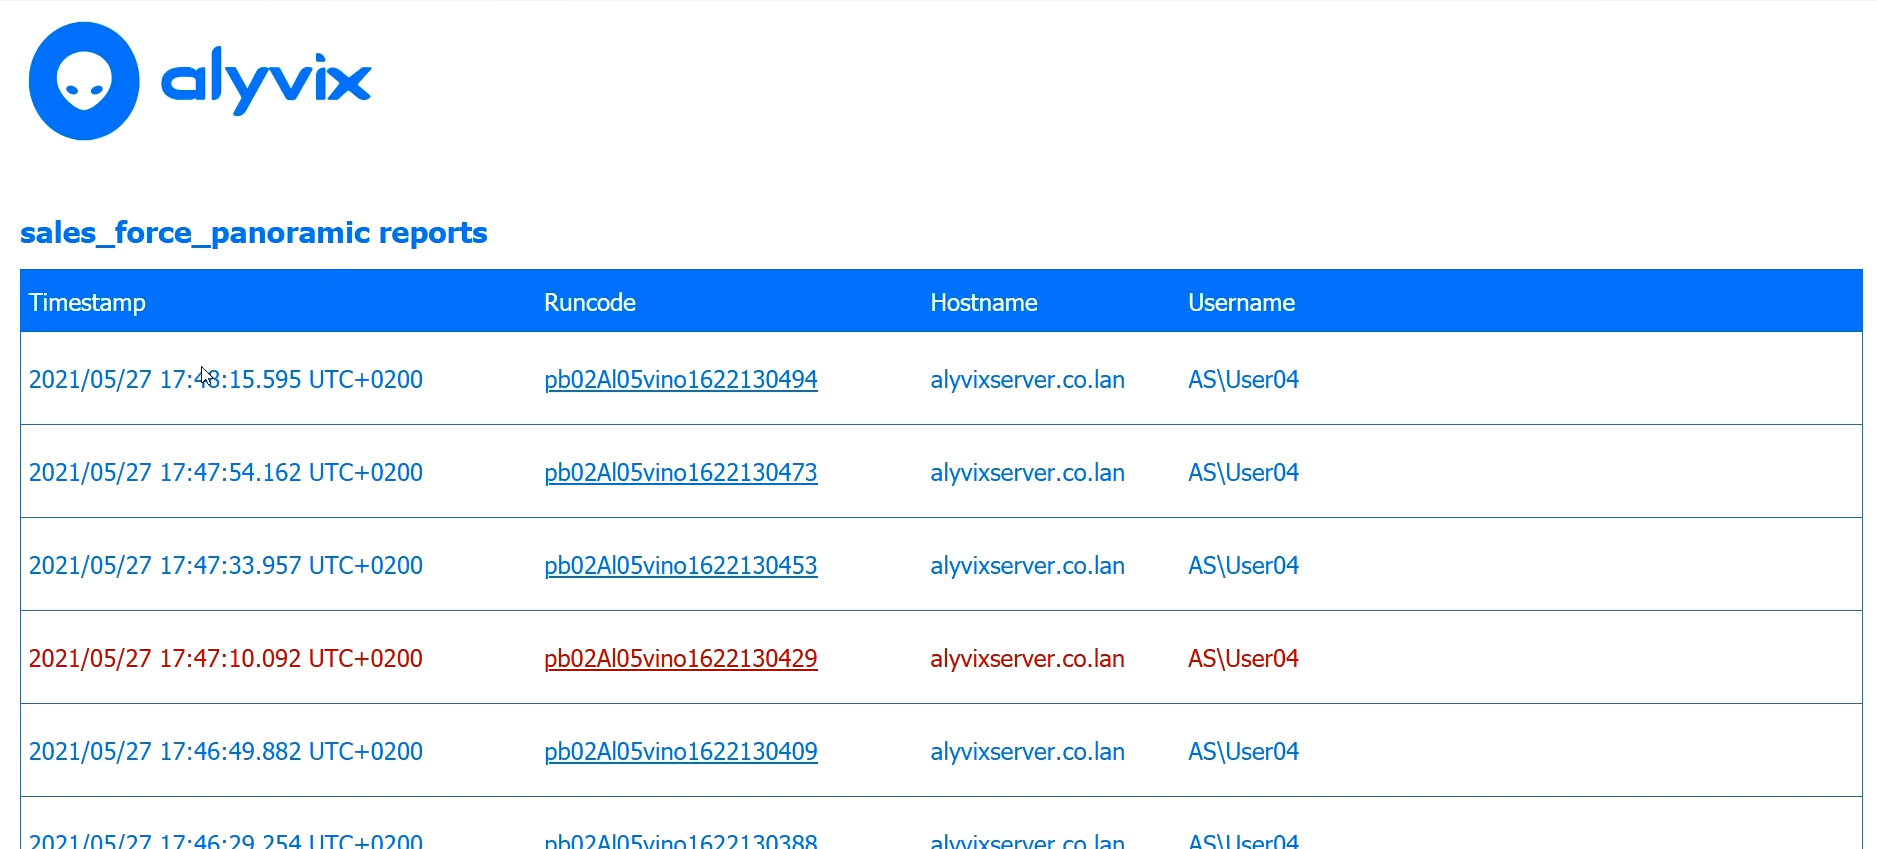 alyvix
sales_force_panoramic reports
Timestamp Runcode Hostname Username
2021/05/27 17:48:15.595 UTC+0200 pb02Al05vino1622130494 alyvixserver.co.lan AS\User04
2021/05/27 17:47:54.162 UTC+0200 pb02Al05vino1622130473 alyvixserver.co.lan AS\User04
2021/05/27 17:47:33.957 UTC+0200 pb02Al05vino1622130453 alyvixserver.co.lan AS\User04
2021/05/27 17:47:10.092 UTC+0200 pb02Al05vino1622130429 alyvixserver.co.lan AS\User04
2021/05/27 17:46:49.882 UTC+0200 pb02Al05vino1622130409 alyvixserver.co.lan AS\User04
2021/05/27 17:46:29.254 UTC+0200 pb02Al05vino1622130388 alyvixserver.co.lan AS\User04